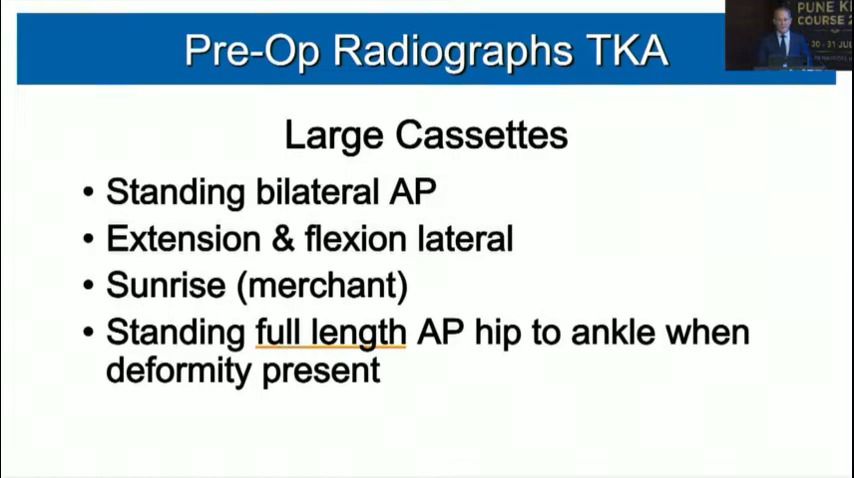 Pre-Op Radiographs TKA
PUNE K
COURSE 2
30 - 31 JUL
Large Cassettes
• Standing bilateral AP
• Extension & flexion lateral
• Sunrise (merchant)
• Standing full length AP hip to ankle when
deformity present